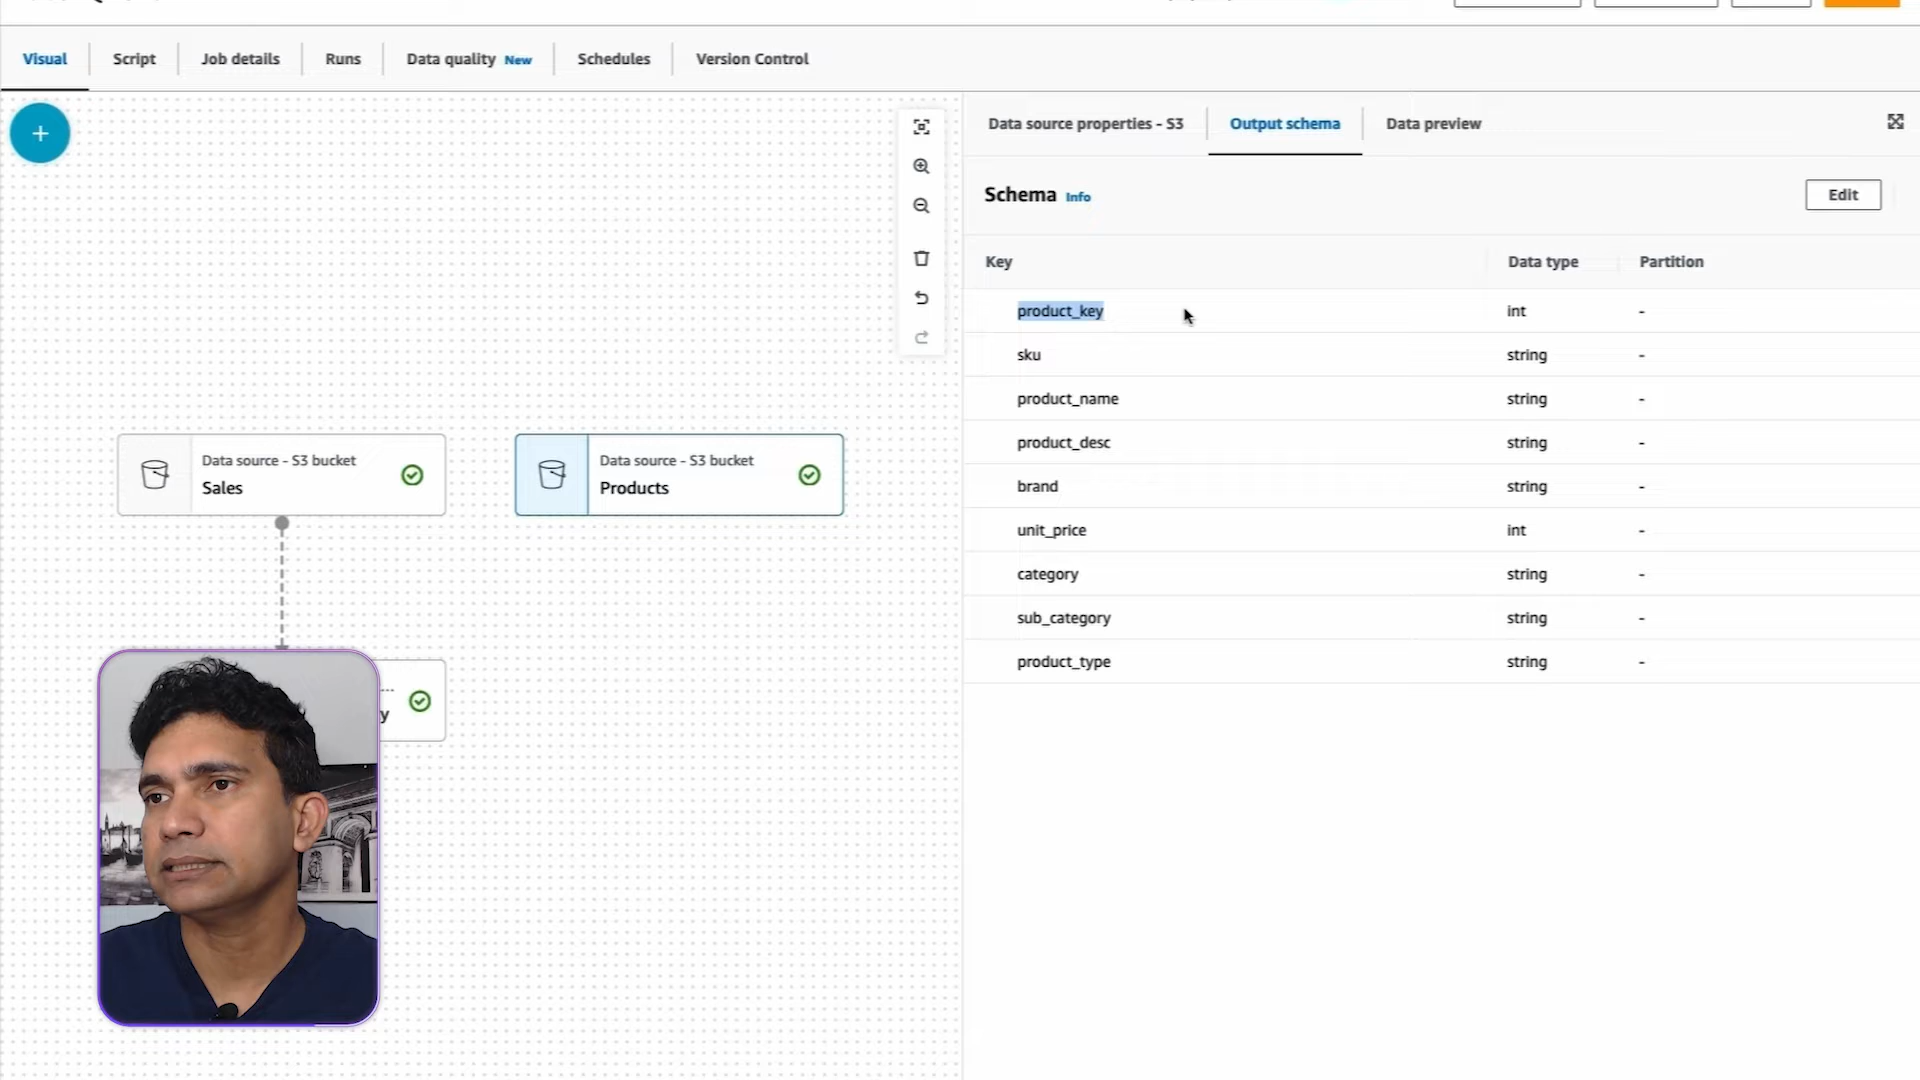 Visual Script Job details Runs Data quality New Schedules Version Control
Data source properties - S3 Output schema Data preview
Schema Info Edit
Key Data type Partition
product_key int -
sku string -
product_name string -
product_desc string -
brand string -
unit_price int -
category string -
sub_category string -
product_type string -
Data source - S3 bucket
Sales
Data source - S3 bucket
Products
...
y